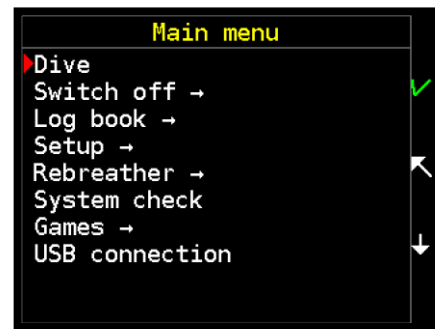 Main menu
Dive
Switch off →
Log book →
Setup →
Rebreather →
System check
Games →
USB connection